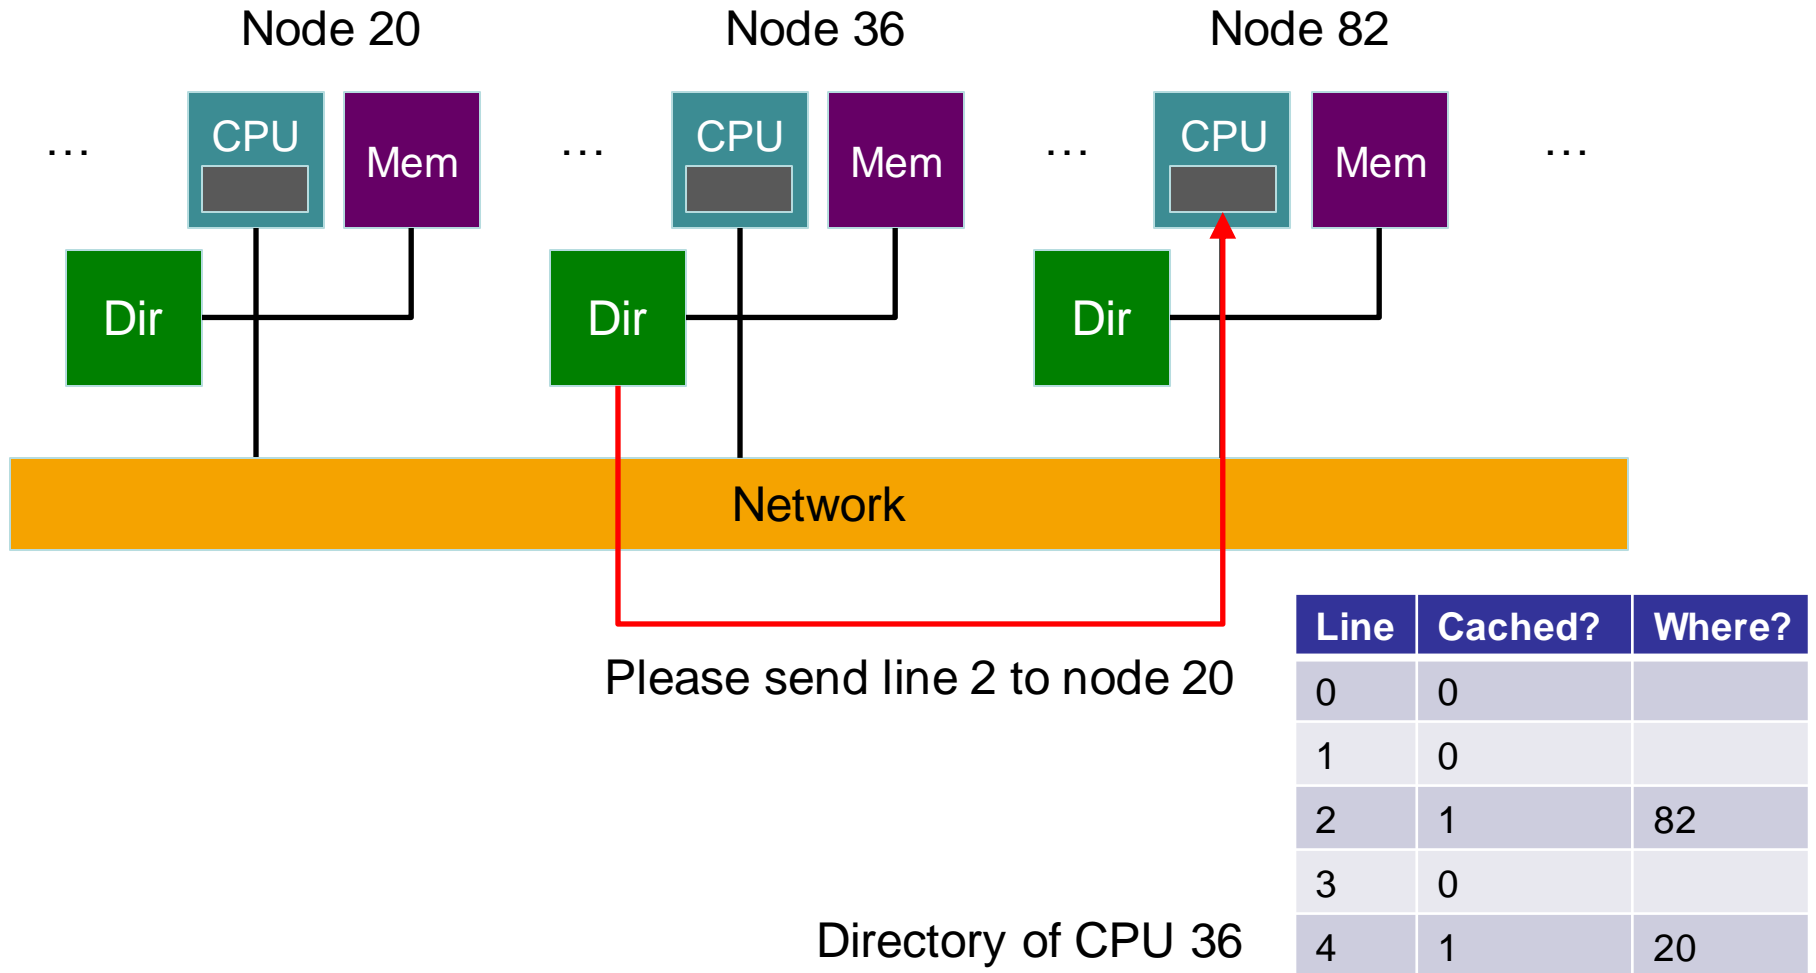 Node 20 Node 36 Node 82
… CPU Mem … CPU Mem … CPU Mem …
Dir Dir Dir
Network
Please send line 2 to node 20
Line Cached? Where?
0 0
1 0
2 1 82
3 0
4 1 20
Directory of CPU 36